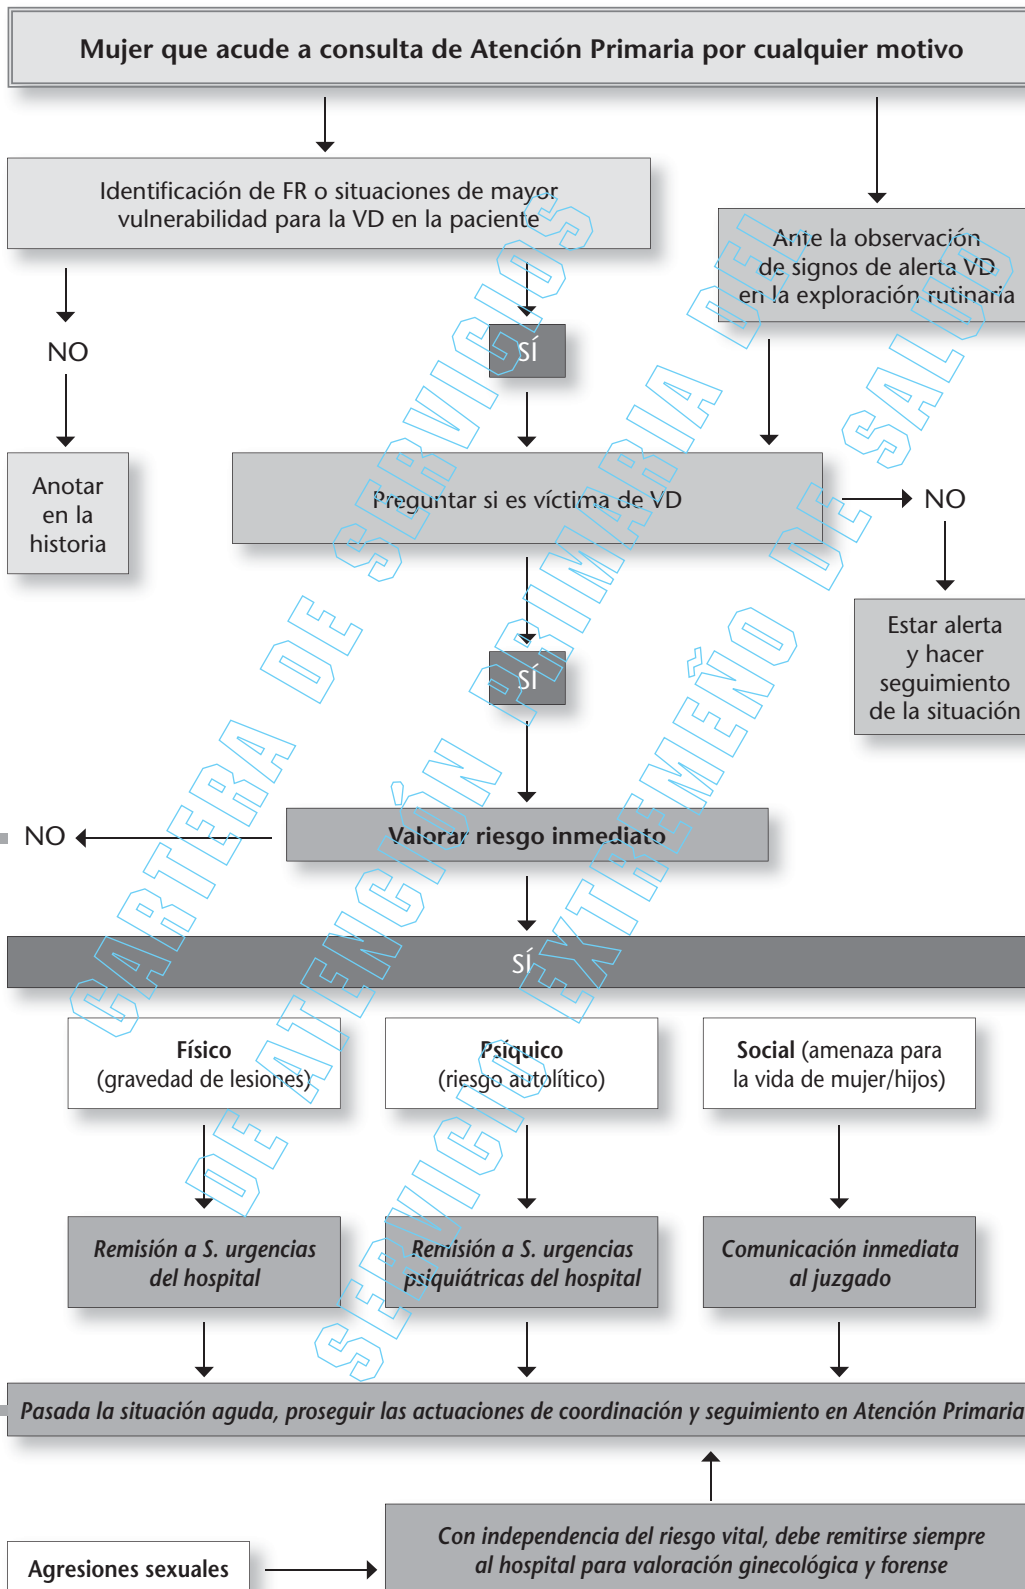 Mujer que acude a consulta de Atención Primaria por cualquier motivo
Identificación de FR o situaciones de mayor
vulnerabilidad para la VD en la paciente
Ante la observación
de signos de alerta VD
en la exploración rutinaria
NO
SÍ
Anotar
en la
historia
Preguntar si es víctima de VD
NO
Estar alerta
y hacer
seguimiento
de la situación
SÍ
NO
Valorar riesgo inmediato
SÍ
Físico
(gravedad de lesiones)
Psíquico
(riesgo autolítico)
Social (amenaza para
la vida de mujer/hijos)
Remisión a S. urgencias
del hospital
Remisión a S. urgencias
psiquiátricas del hospital
Comunicación inmediata
al juzgado
Pasada la situación aguda, proseguir las actuaciones de coordinación y seguimiento en Atención Primaria
Agresiones sexuales
Con independencia del riesgo vital, debe remitirse siempre
al hospital para valoración ginecológica y forense
CARTERA DE SERVICIOS
DE ATENCIÓN PRIMARIA DEL
SERVICIO EXTREMEÑO DE SALUD